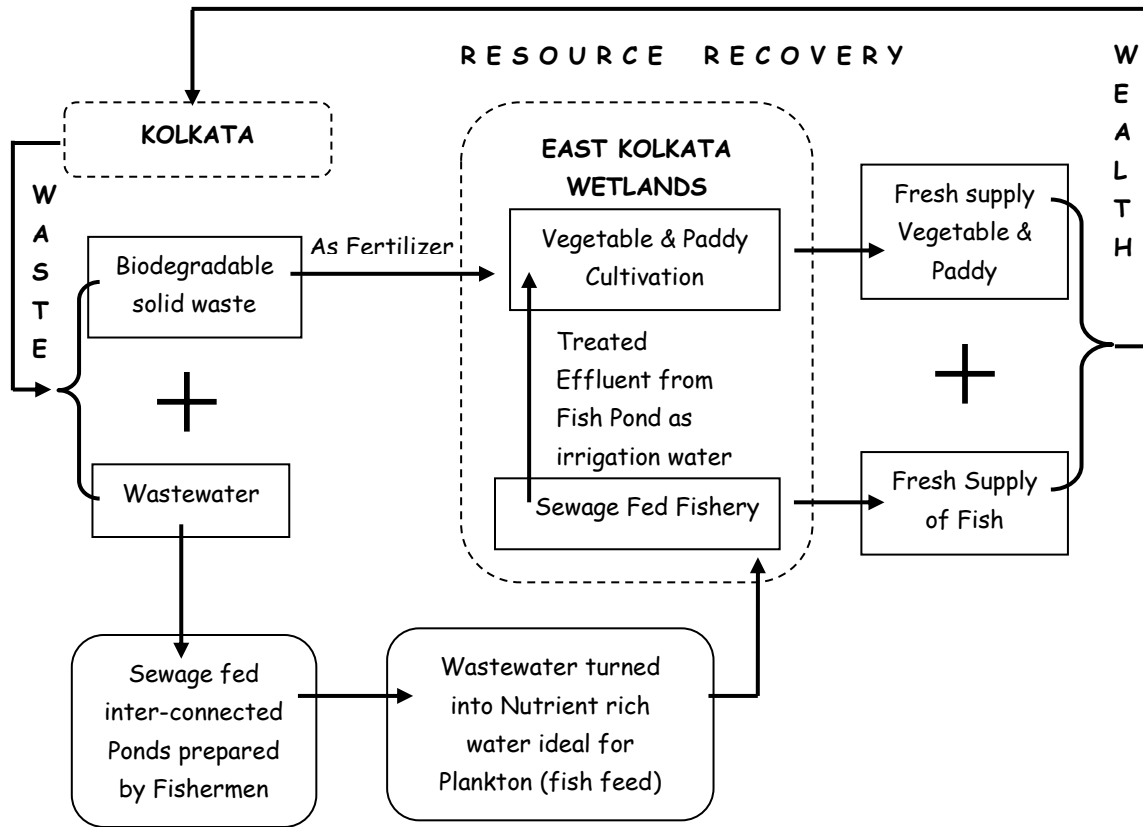 RESOURCE RECOVERY
KOLKATA
WASTE
Biodegradable
solid waste
As Fertilizer
Wastewater
Sewage fed
inter-connected
Ponds prepared
by Fishermen
Wastewater turned
into Nutrient rich
water ideal for
Plankton (fish feed)
EAST KOLKATA
WETLANDS
Vegetable & Paddy
Cultivation
Treated
Effluent from
Fish Pond as
irrigation water
Sewage Fed Fishery
Fresh supply
Vegetable &
Paddy
Fresh Supply
of Fish
WEALTH